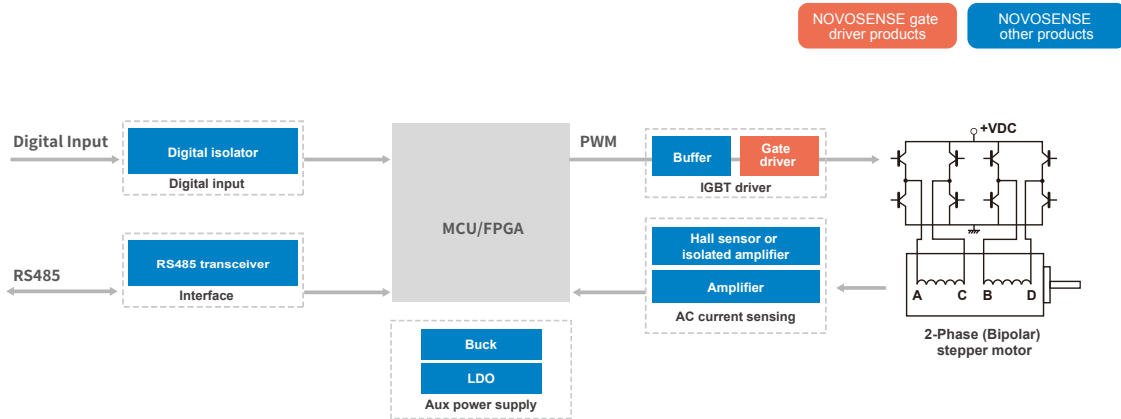 NOVOSENSE gate
driver products
NOVOSENSE
other products
Digital Input
Digital isolator
Digital input
RS485
RS485 transceiver
Interface
MCU/FPGA
Buck
LDO
Aux power supply
PWM
Buffer
Gate
driver
IGBT driver
Hall sensor or
isolated amplifier
Amplifier
AC current sensing
+VDC
A C B D
2-Phase (Bipolar)
stepper motor